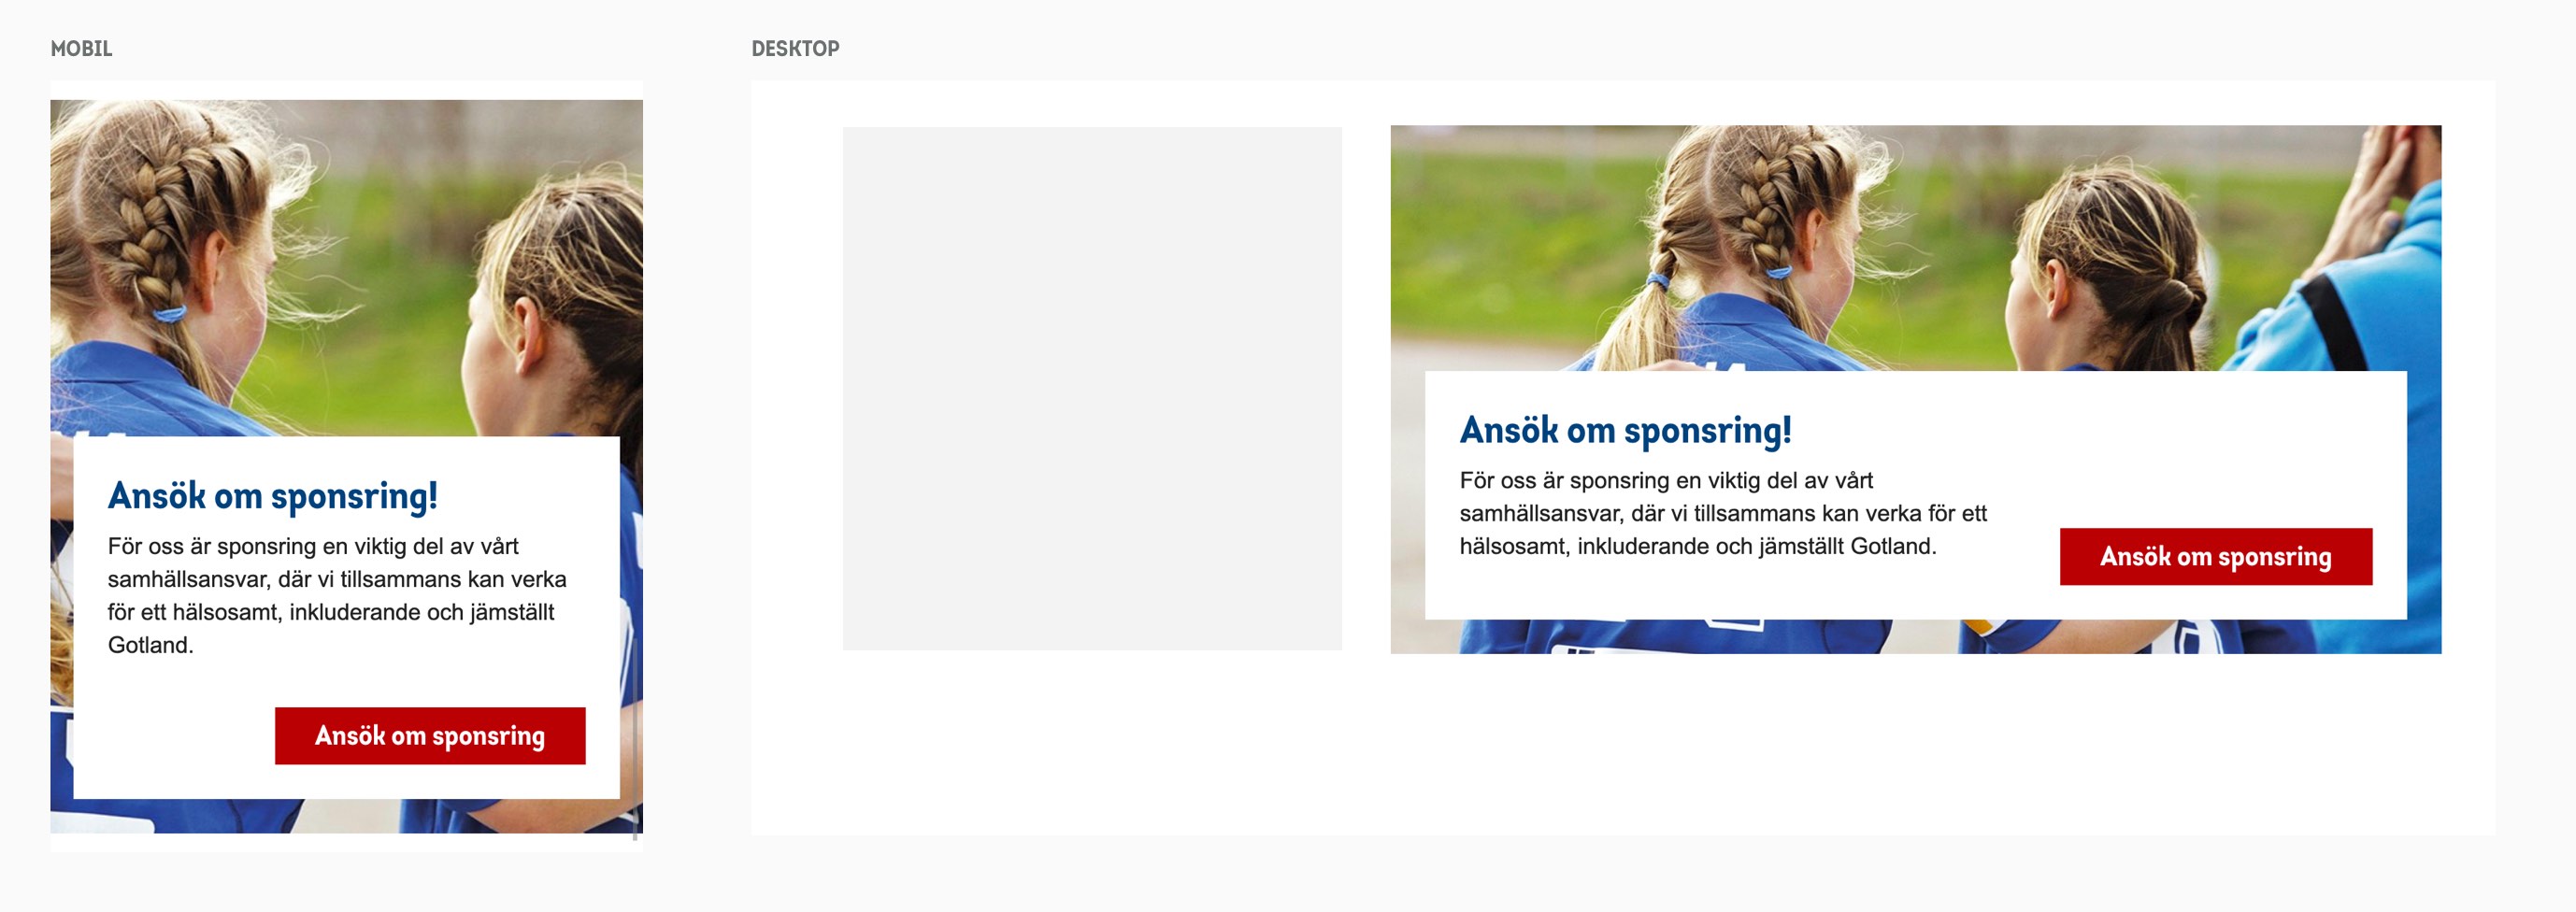 MOBIL
Ansök om sponsring!
För oss är sponsring en viktig del av vårt
samhällsansvar, där vi tillsammans kan verka
för ett hälsosamt, inkluderande och jämställt
Gotland.
Ansök om sponsring
DESKTOP
Ansök om sponsring!
För oss är sponsring en viktig del av vårt
samhällsansvar, där vi tillsammans kan verka för ett
hälsosamt, inkluderande och jämställt Gotland.
Ansök om sponsring